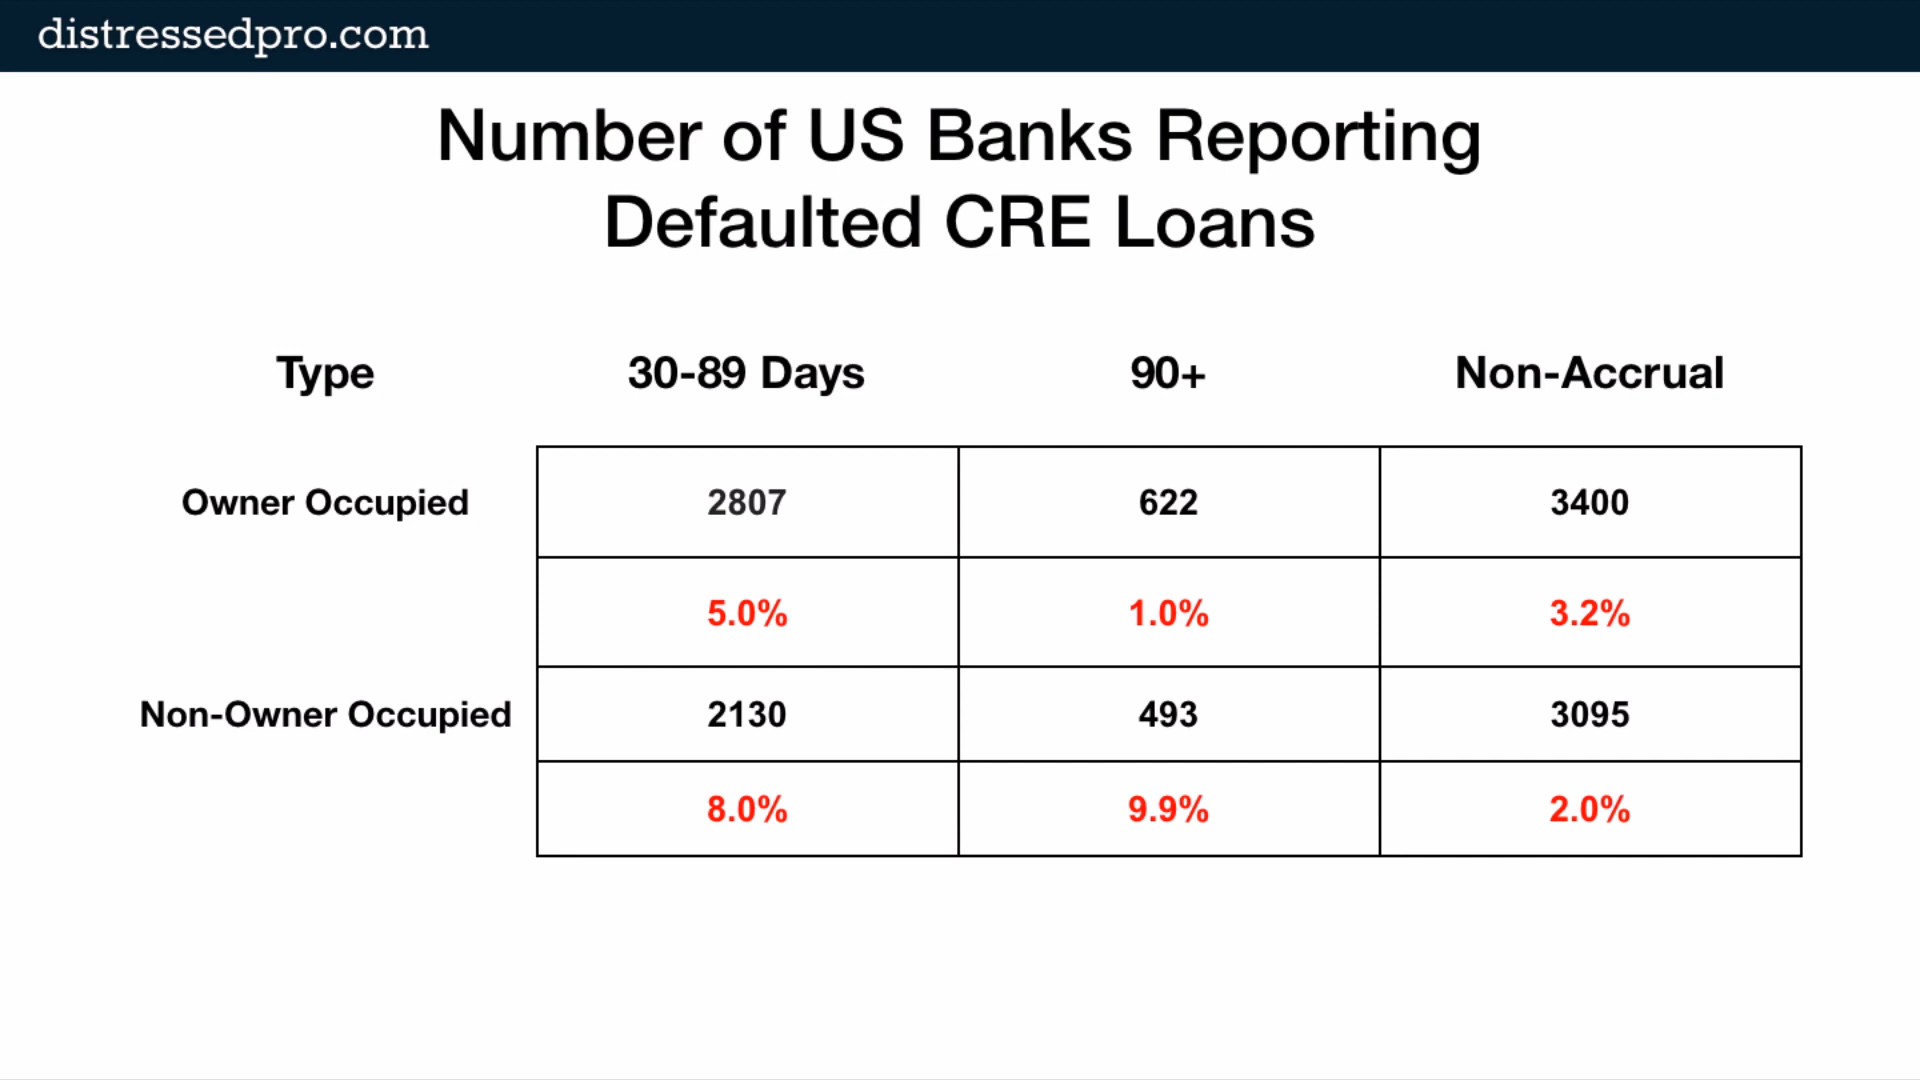 distressedpro.com
Number of US Banks Reporting
Defaulted CRE Loans
Type 30-89 Days 90+ Non-Accrual
Owner Occupied 2807 622 3400
5.0% 1.0% 3.2%
Non-Owner Occupied 2130 493 3095
8.0% 9.9% 2.0%